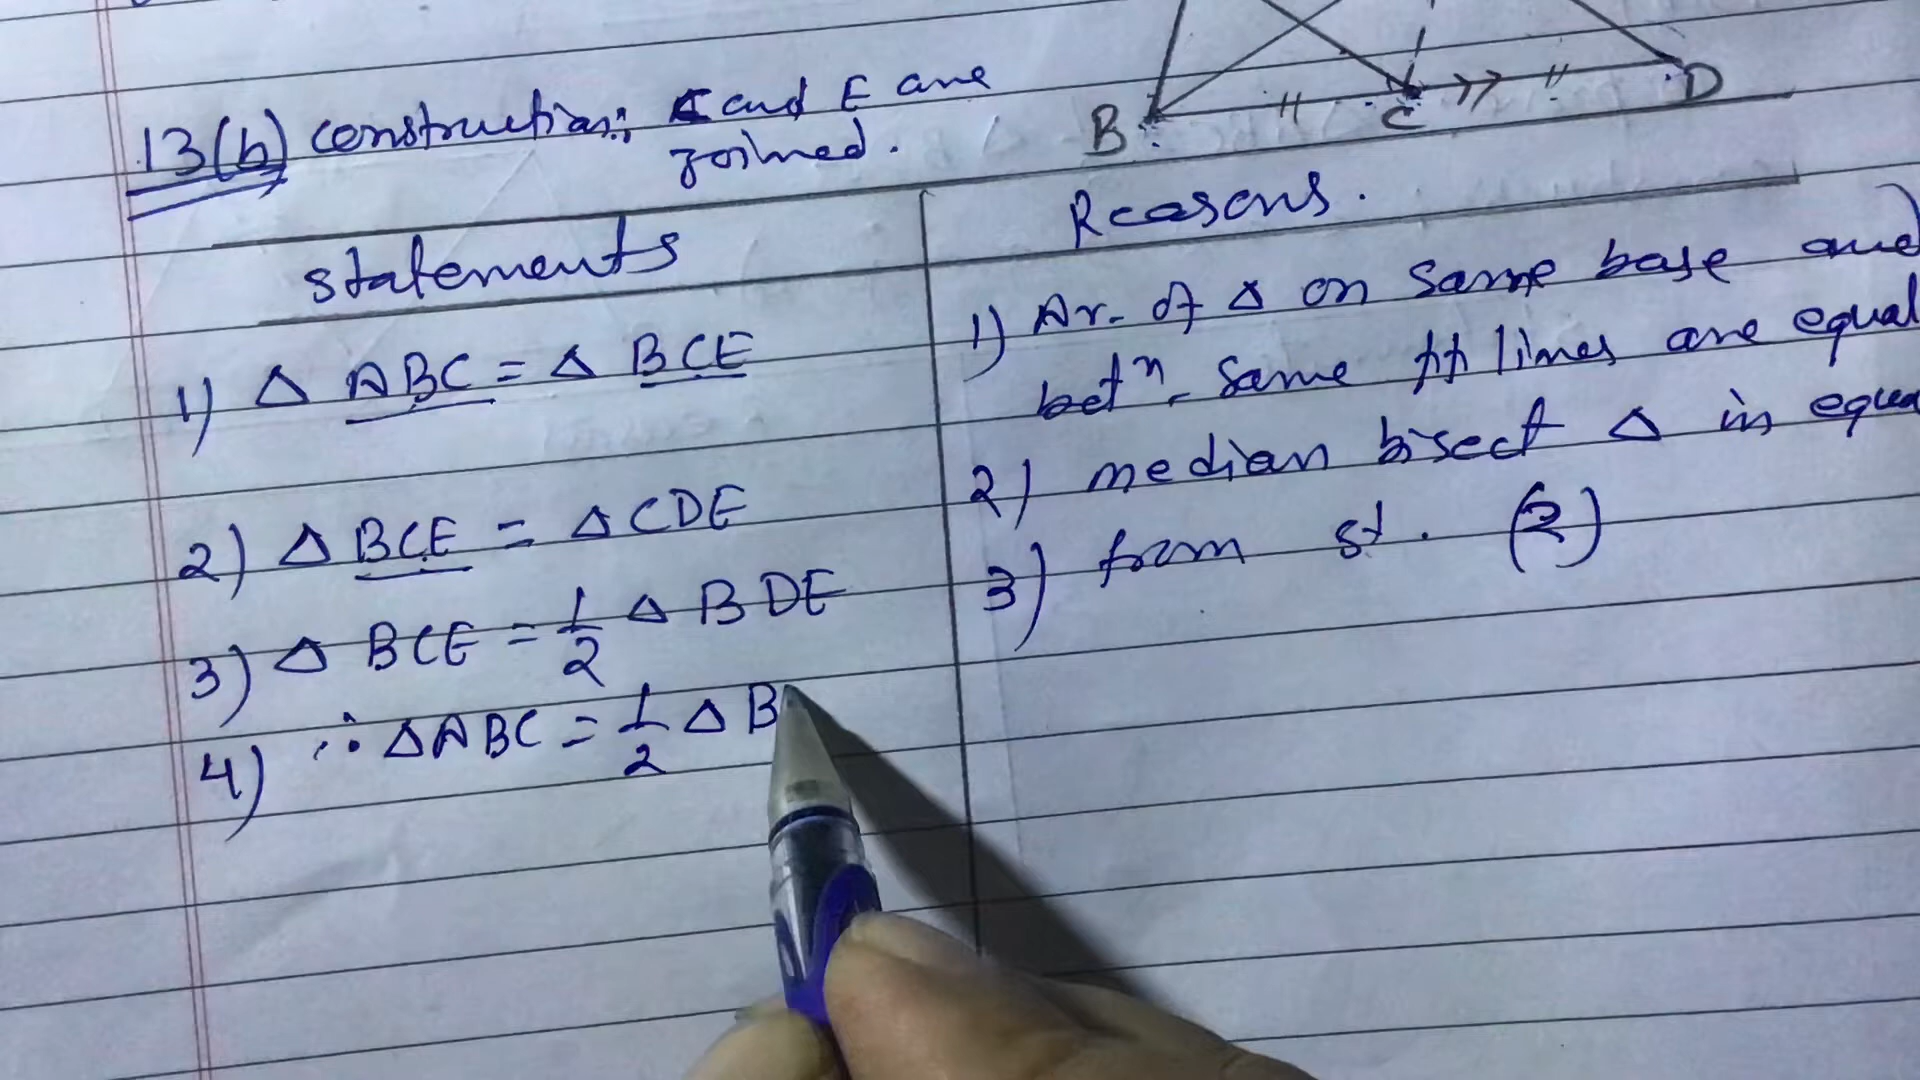 13(b) construction: C and E are
joined.
B
C
D
statements
Reasons.
1) Δ ABC = Δ BCE
1) Ar. of Δ on same base and
betⁿ same // lines are equal
2) Δ BCE = Δ CDE
2) median bisect Δ in equal
3) Δ BCE = 1/2 Δ BDE
3) from st. (2)
4) ∴ Δ ABC = 1/2 Δ B